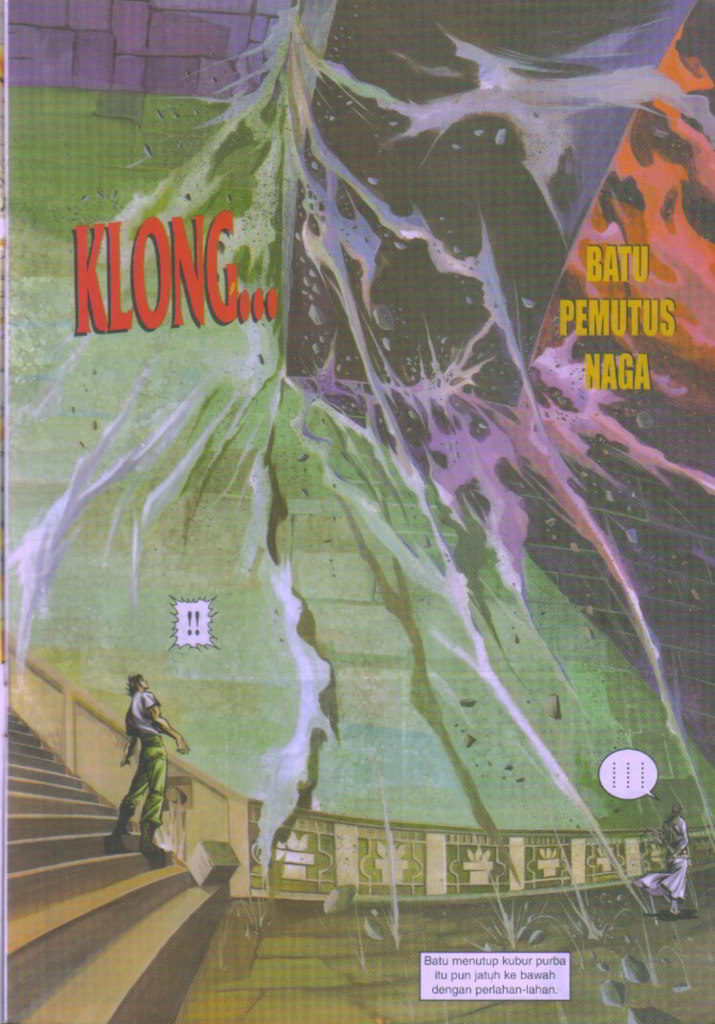 KLONG...
BATU
PEMUTUS
NAGA
!!
............
Batu menutup kubur purba
itu pun jatuh ke bawah
dengan perlahan-lahan.